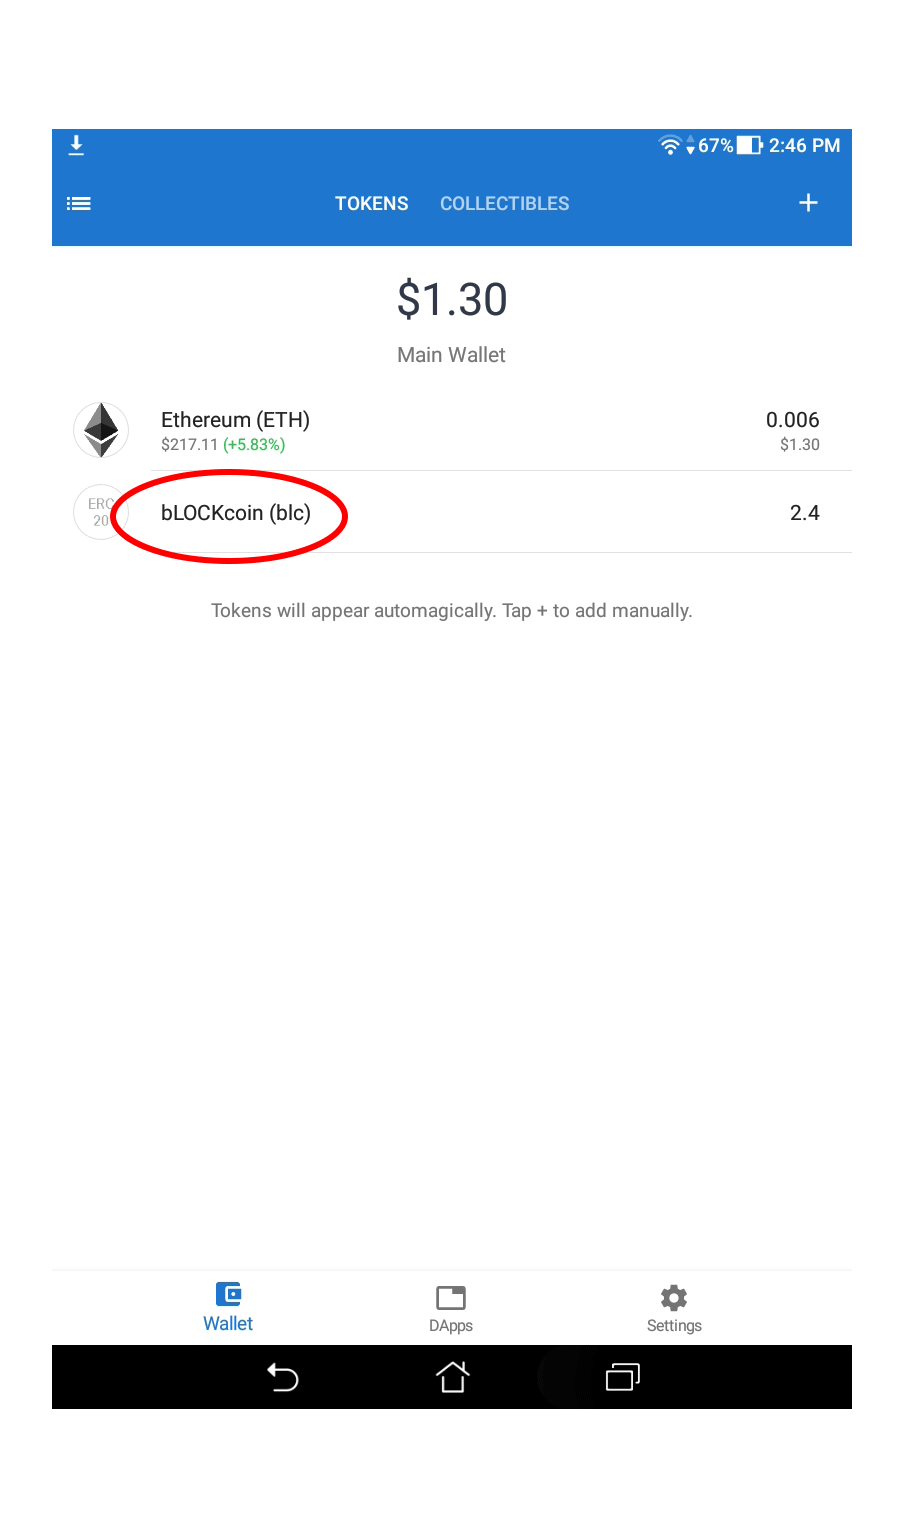 67% 2:46 PM
TOKENS COLLECTIBLES +
$1.30
Main Wallet
Ethereum (ETH) 0.006
$217.11 (+5.83%) $1.30
ERC
20
bLOCKcoin (blc) 2.4
Tokens will appear automagically. Tap + to add manually.
Wallet DApps Settings